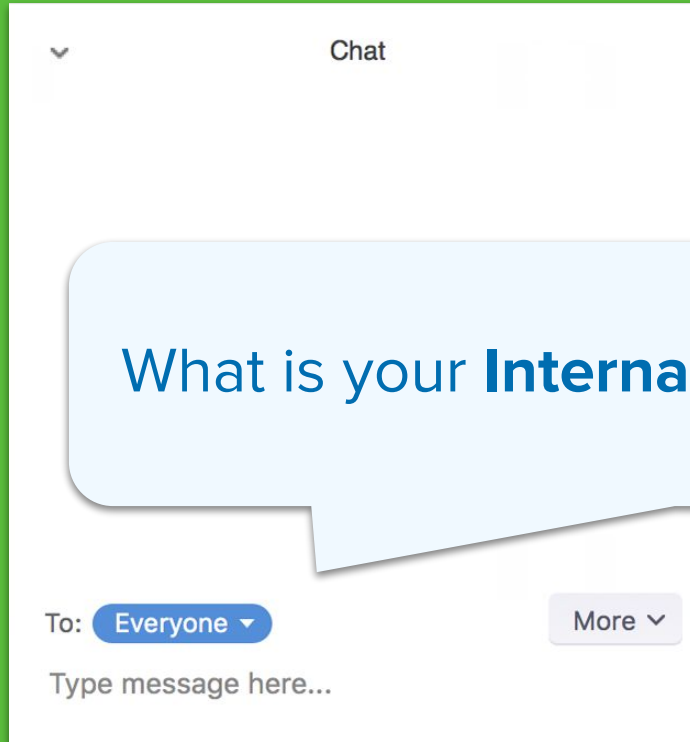 Chat
What is your Interna
To: Everyone
More
Type message here...